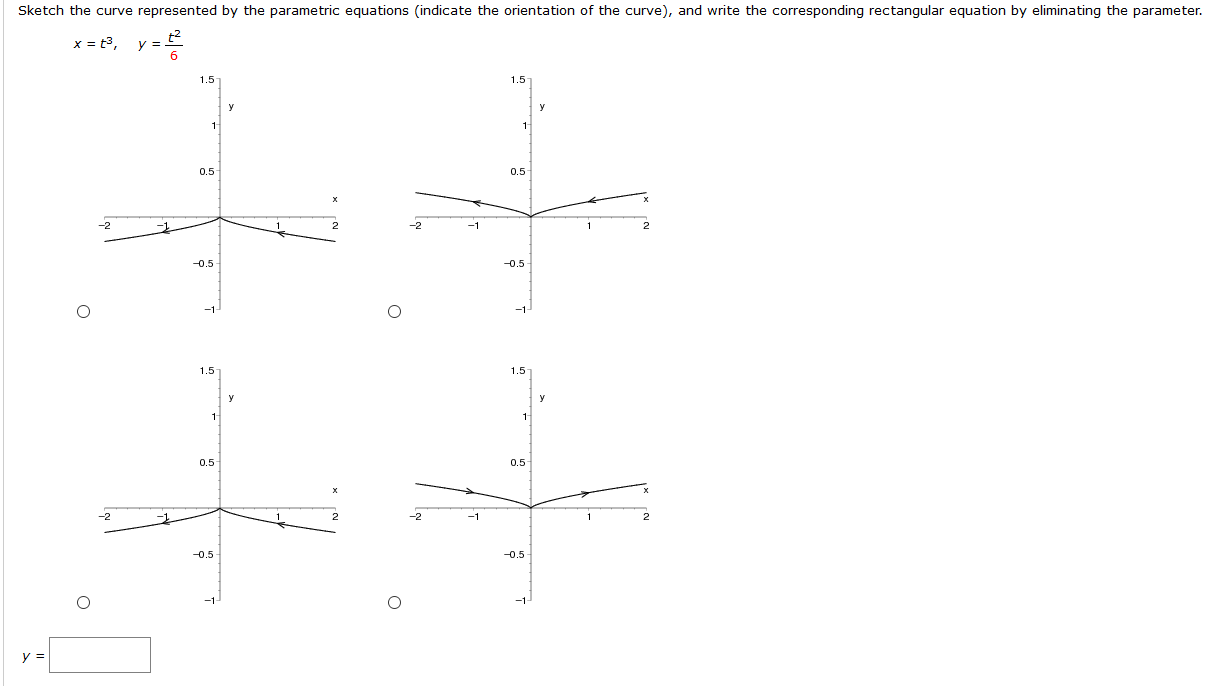 Sketch the curve represented by the parametric equations (indicate the orientation of the curve), and write the corresponding rectangular equation by eliminating the parameter.
x = t³, y = t²/6
1.5 1.5
y y
1 1
0.5 0.5
x x
−2 −1 1 2 −2 −1 1 2
−0.5 −0.5
−1 −1
1.5 1.5
y y
1 1
0.5 0.5
x x
−2 −1 1 2 −2 −1 1 2
−0.5 −0.5
−1 −1
y =